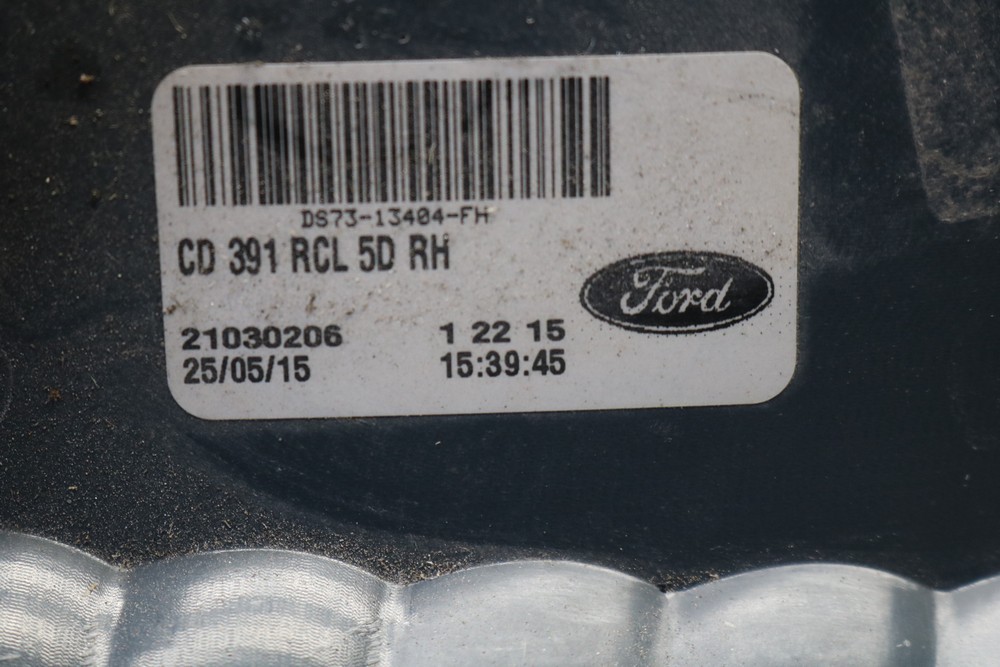 DS73-13404-FH
CD 391 RCL 5D RH
Ford
21030206 1 22 15
25/05/15 15:39:45